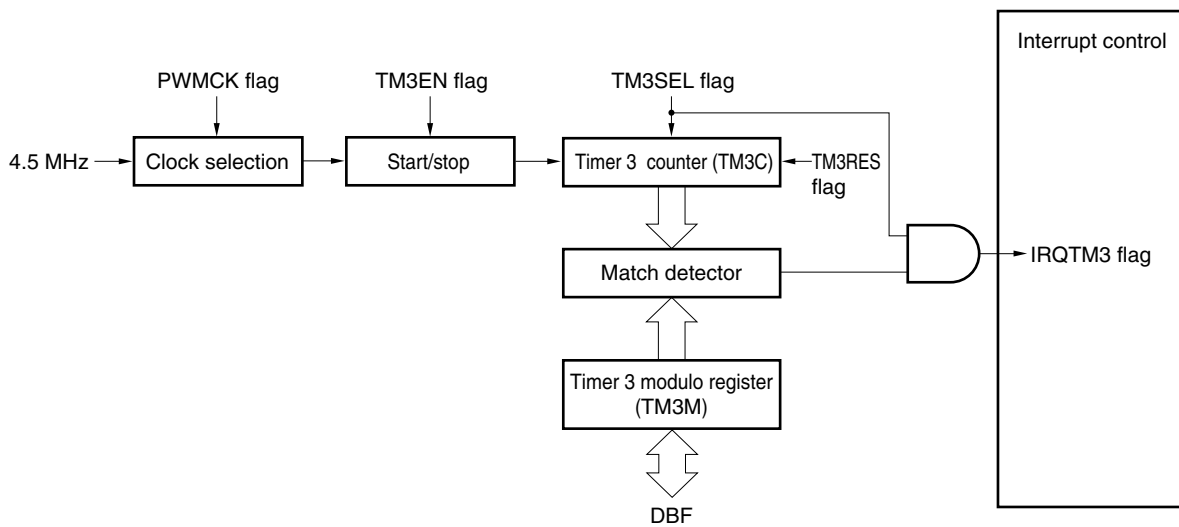 Interrupt control
PWMCK flag
TM3EN flag
TM3SEL flag
4.5 MHz
Clock selection
Start/stop
Timer 3 counter (TM3C)
TM3RES
flag
Match detector
IRQTM3 flag
Timer 3 modulo register
(TM3M)
DBF